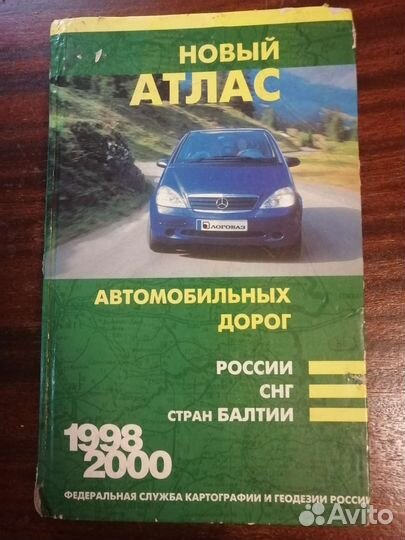 НОВЫЙ
АТЛАС
ЛОГОВАЗ
АВТОМОБИЛЬНЫХ
ДОРОГ
РОССИИ
СНГ
СТРАН БАЛТИИ
1998
2000
ФЕДЕРАЛЬНАЯ СЛУЖБА КАРТОГРАФИИ И ГЕОДЕЗИИ РОССИИ
Avito